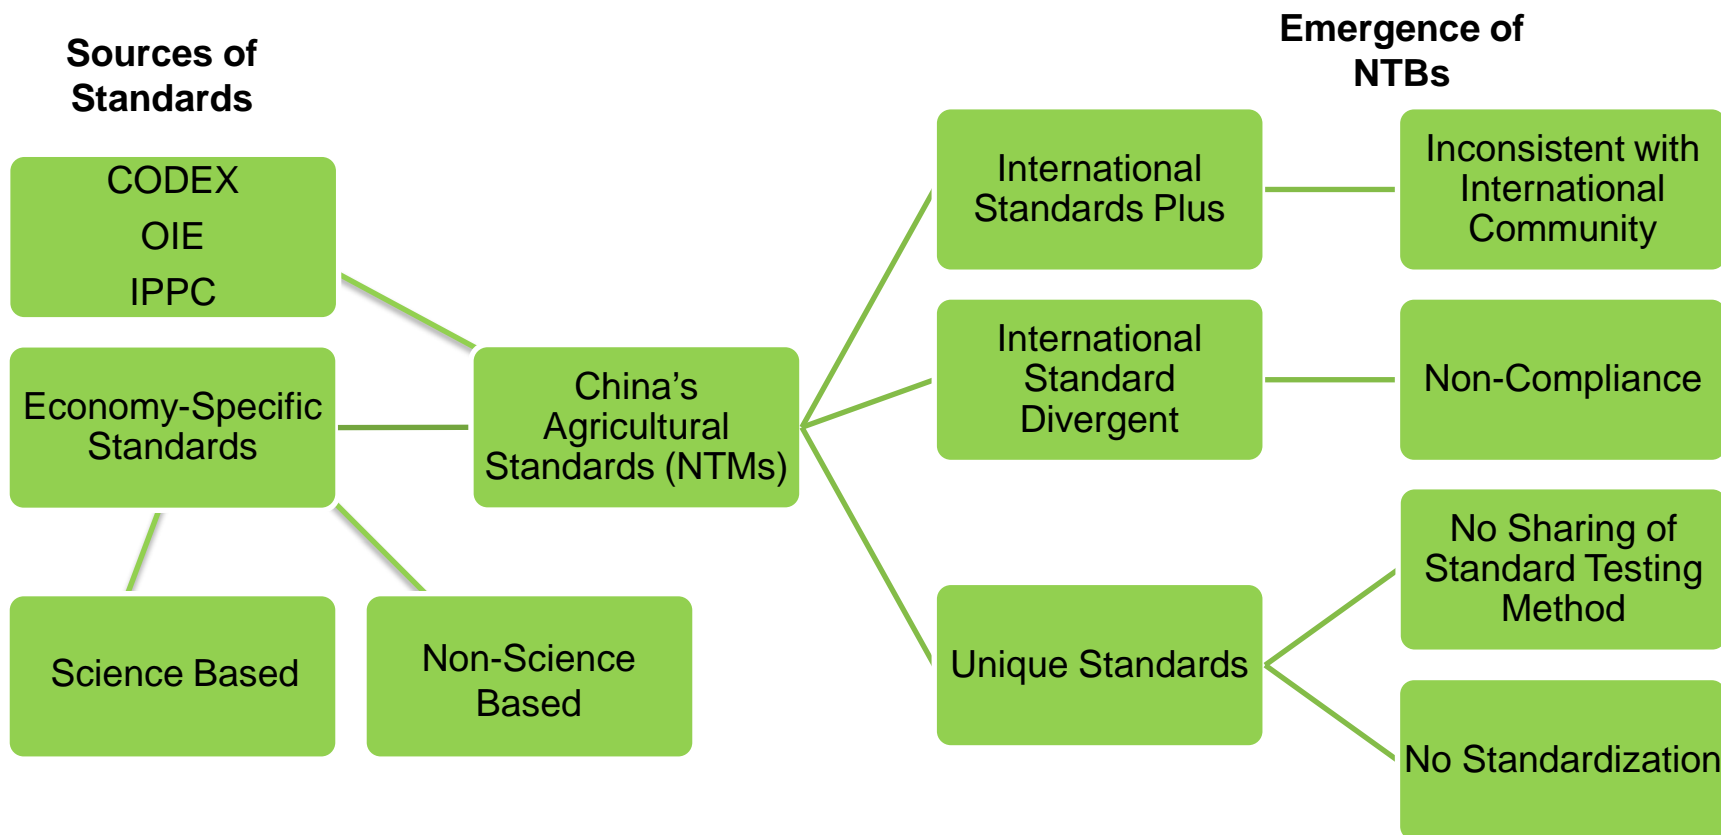 Sources of
Standards
CODEX
OIE
IPPC
Economy-Specific
Standards
Science Based
Non-Science
Based
China’s
Agricultural
Standards (NTMs)
International
Standards Plus
International
Standard
Divergent
Unique Standards
Emergence of
NTBs
Inconsistent with
International
Community
Non-Compliance
No Sharing of
Standard Testing
Method
No Standardization